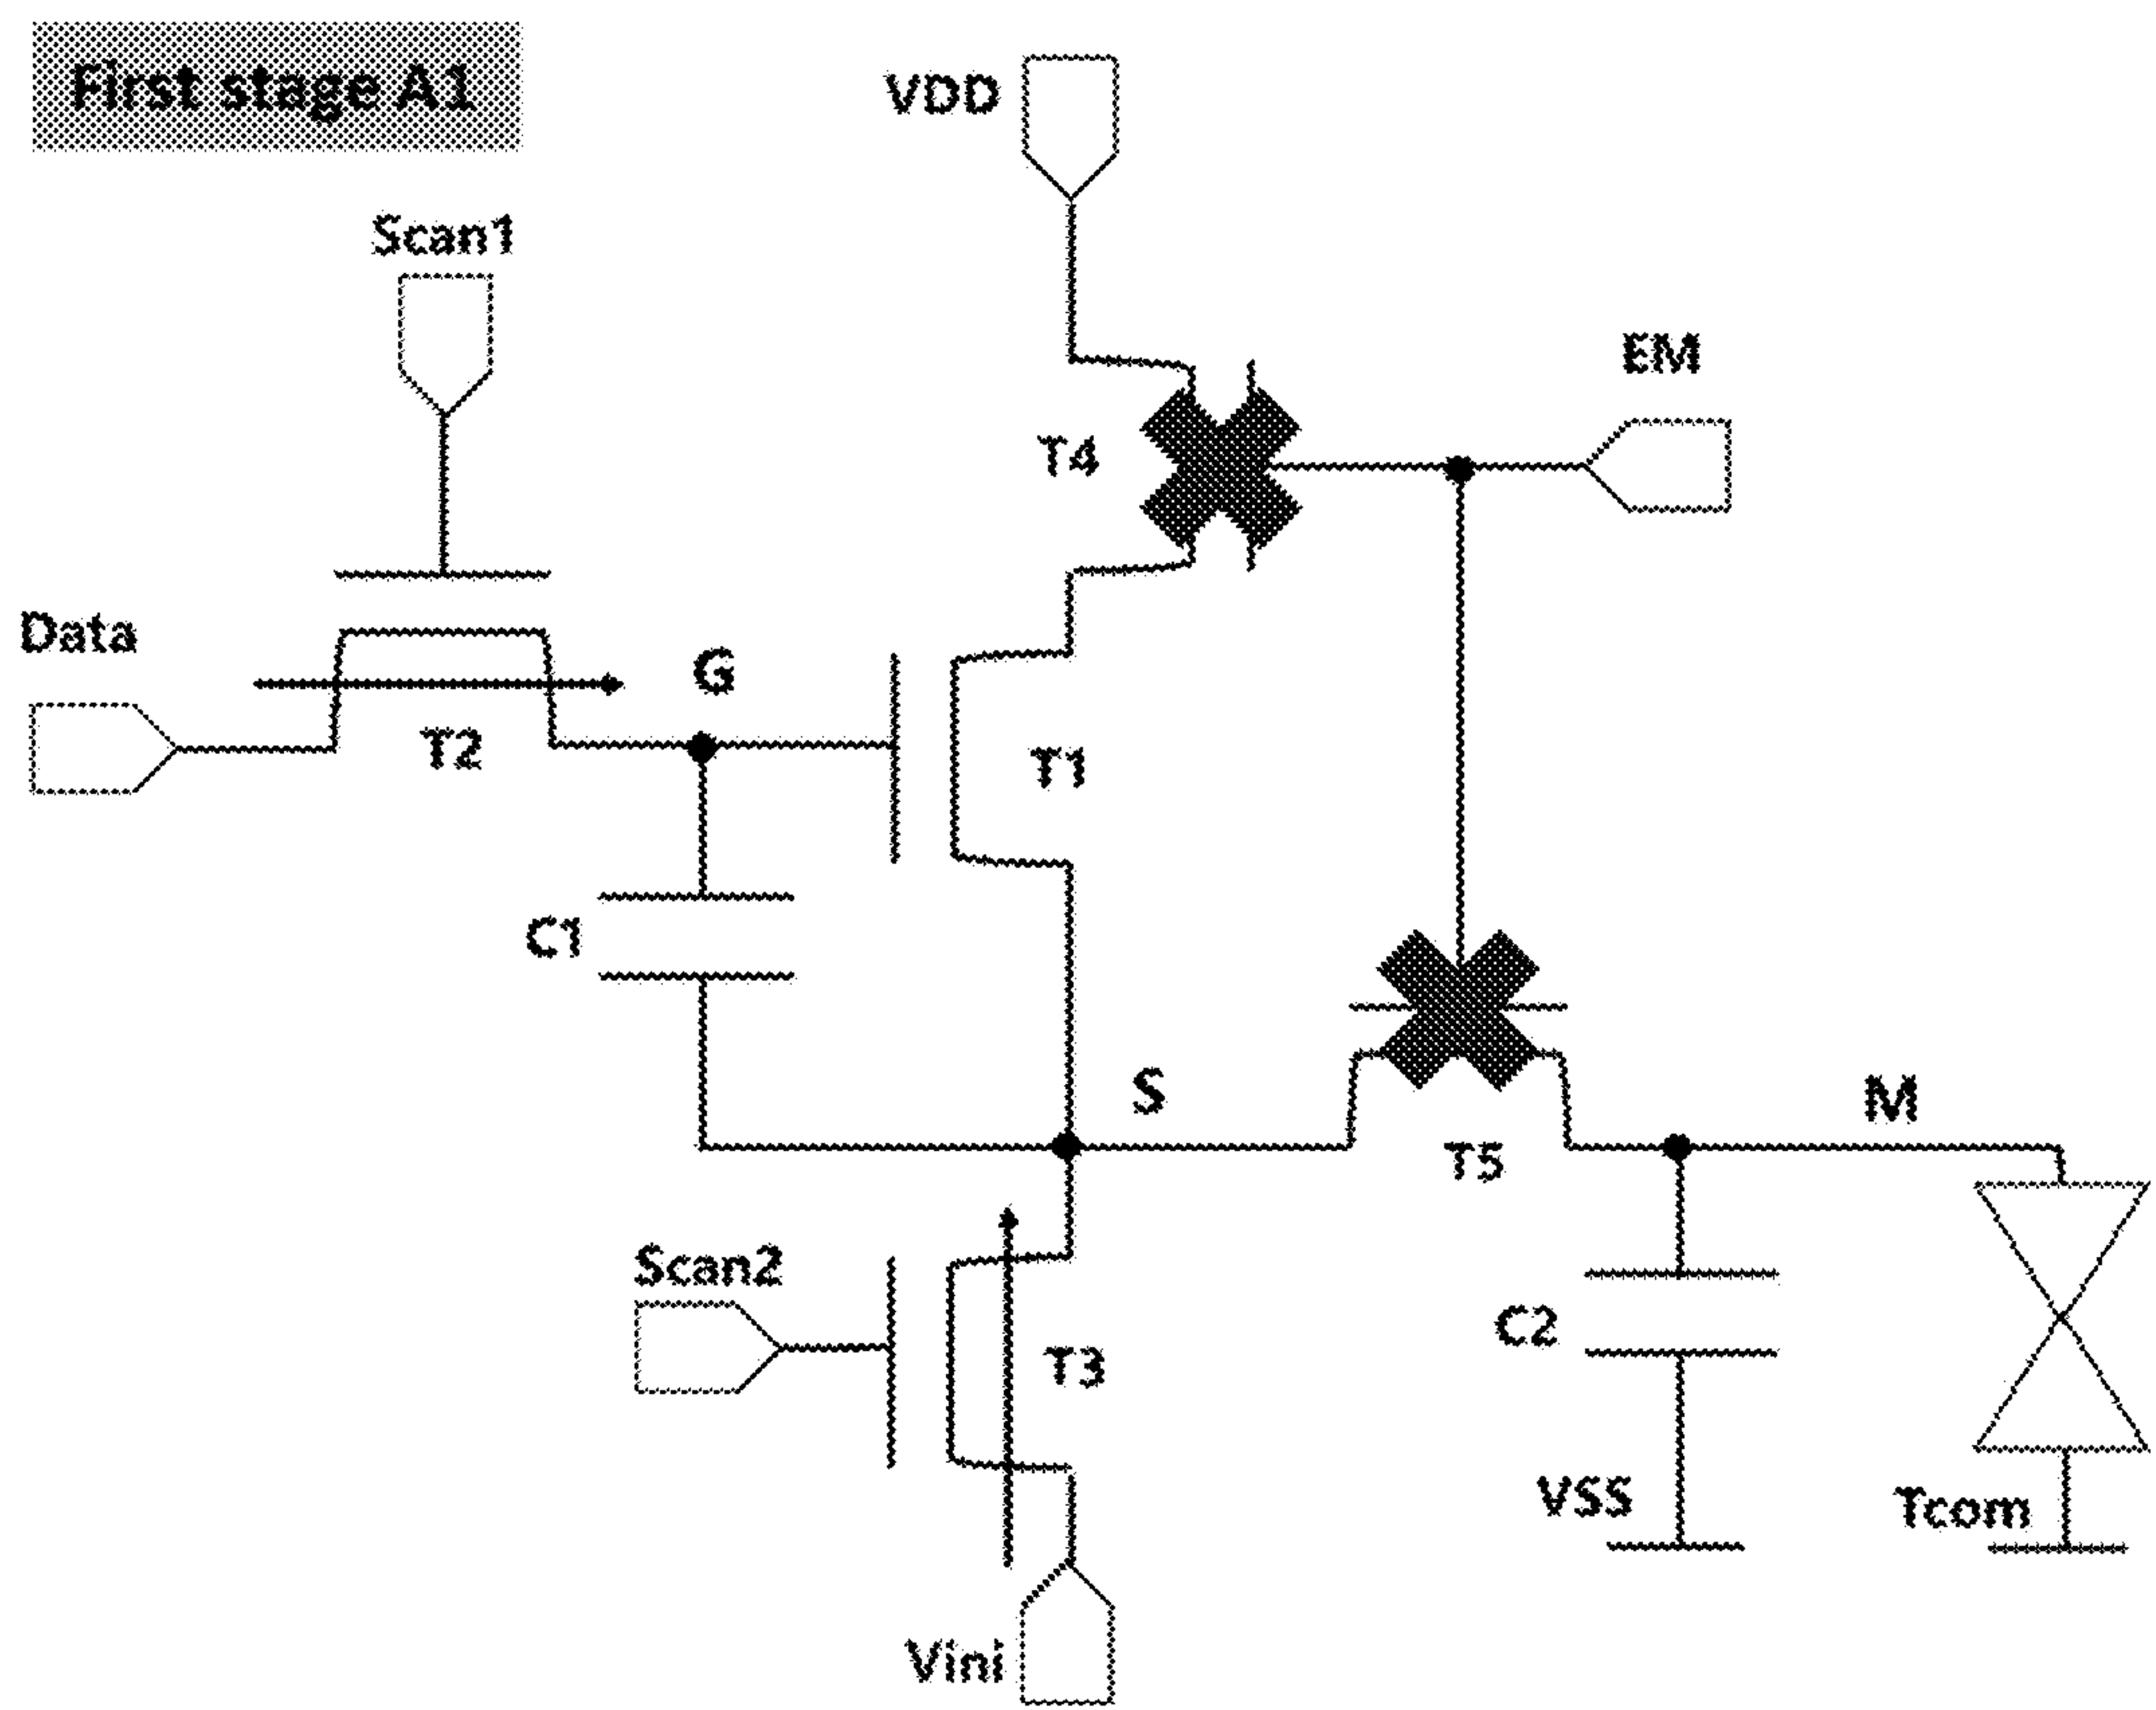 First stage A1
VDD
Scan1
EM
T4
Data
G
T2
T1
C1
S
M
T5
Scan2
C2
T3
VSS
Tcom
Vini